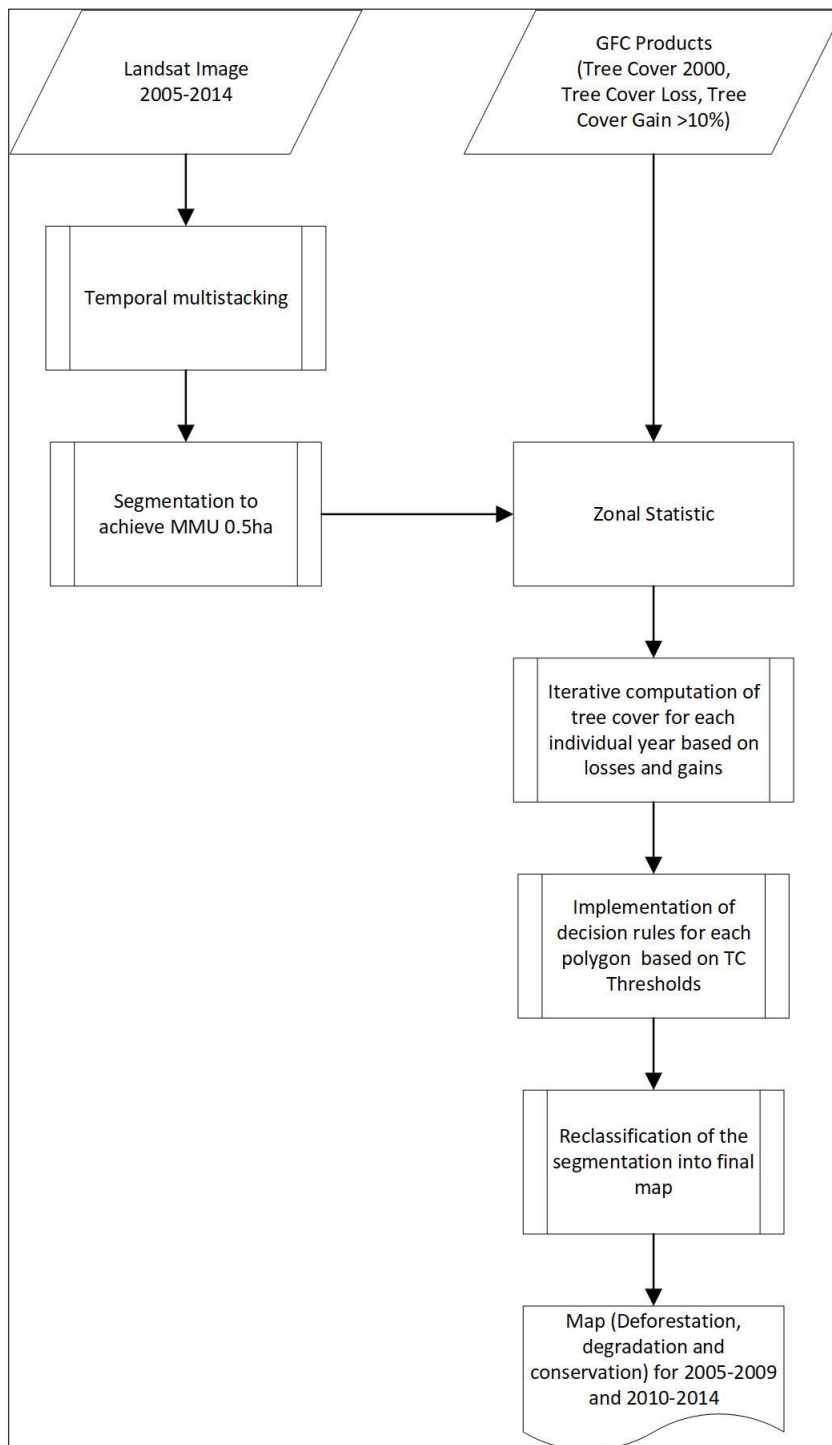 Landsat Image
2005-2014
GFC Products
(Tree Cover 2000,
Tree Cover Loss, Tree
Cover Gain >10%)
Temporal multistacking
Segmentation to
achieve MMU 0.5ha
Zonal Statistic
Iterative computation of
tree cover for each
individual year based on
losses and gains
Implementation of
decision rules for each
polygon  based on TC
Thresholds
Reclassification of the
segmentation into final
map
Map (Deforestation,
degradation and
conservation) for 2005-2009
and 2010-2014